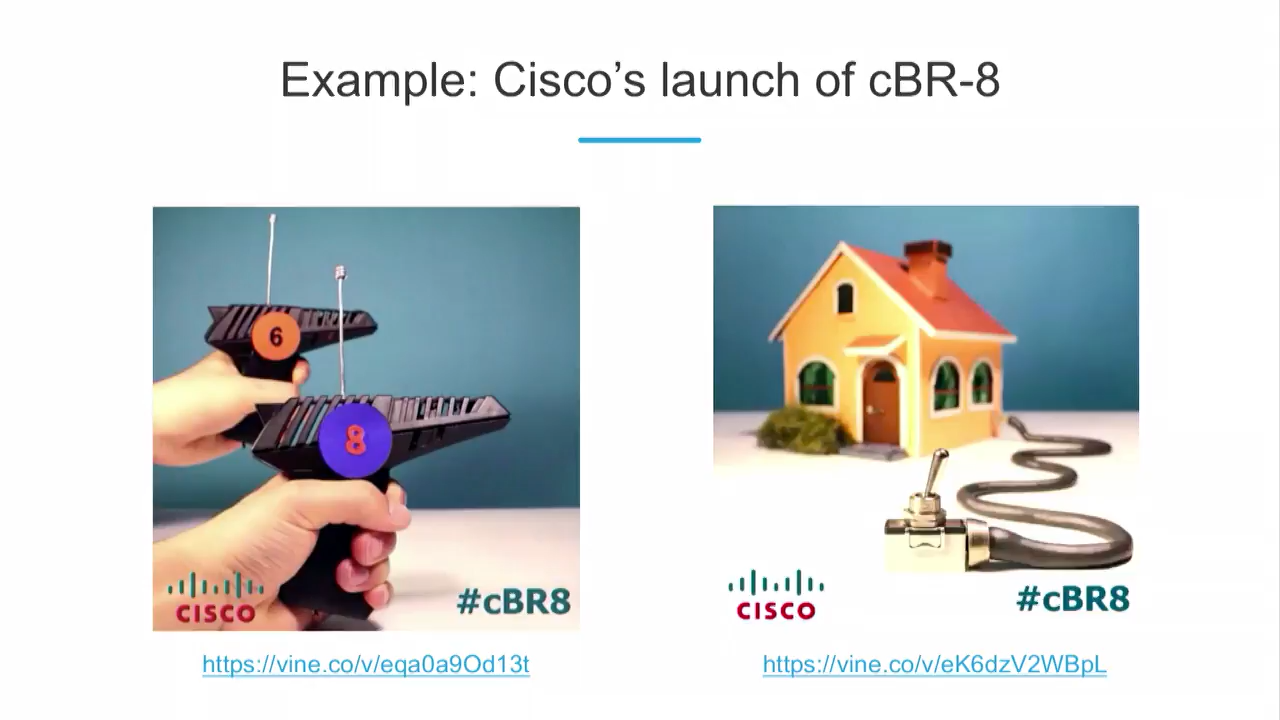 Example: Cisco’s launch of cBR-8
6
8
CISCO
#cBR8
CISCO
#cBR8
https://vine.co/v/eqa0a9Od13t
https://vine.co/v/eK6dzV2WBpL